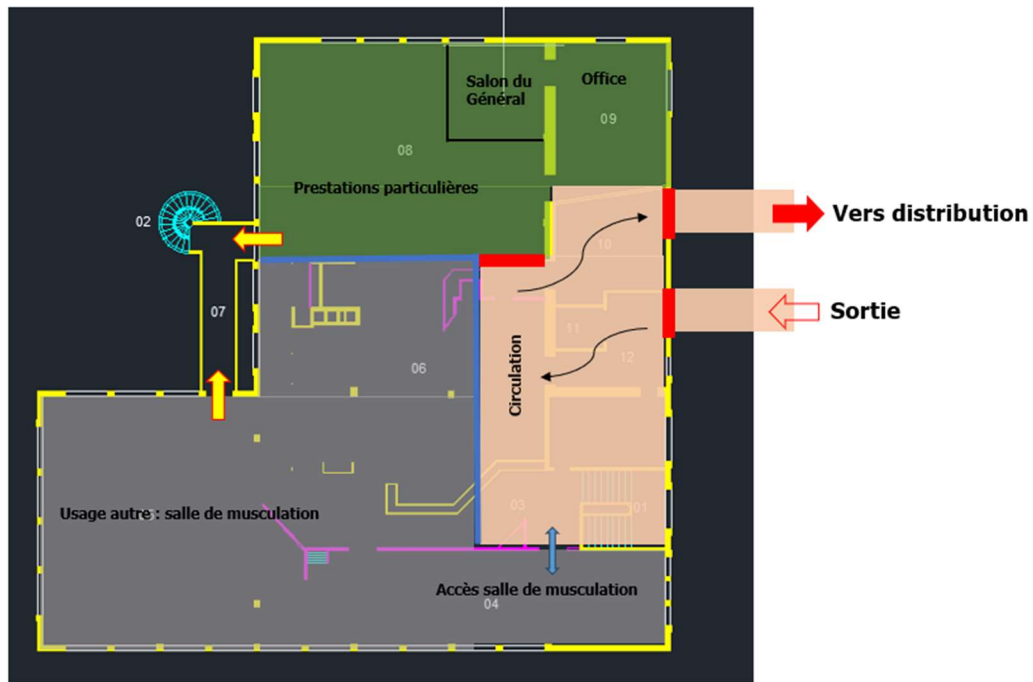 Salon du
Général
Office
09
08
Prestations particulières
02
Vers distribution
10
07
Sortie
11
12
06
Circulation
Usage autre : salle de musculation
03
01
Accès salle de musculation
04